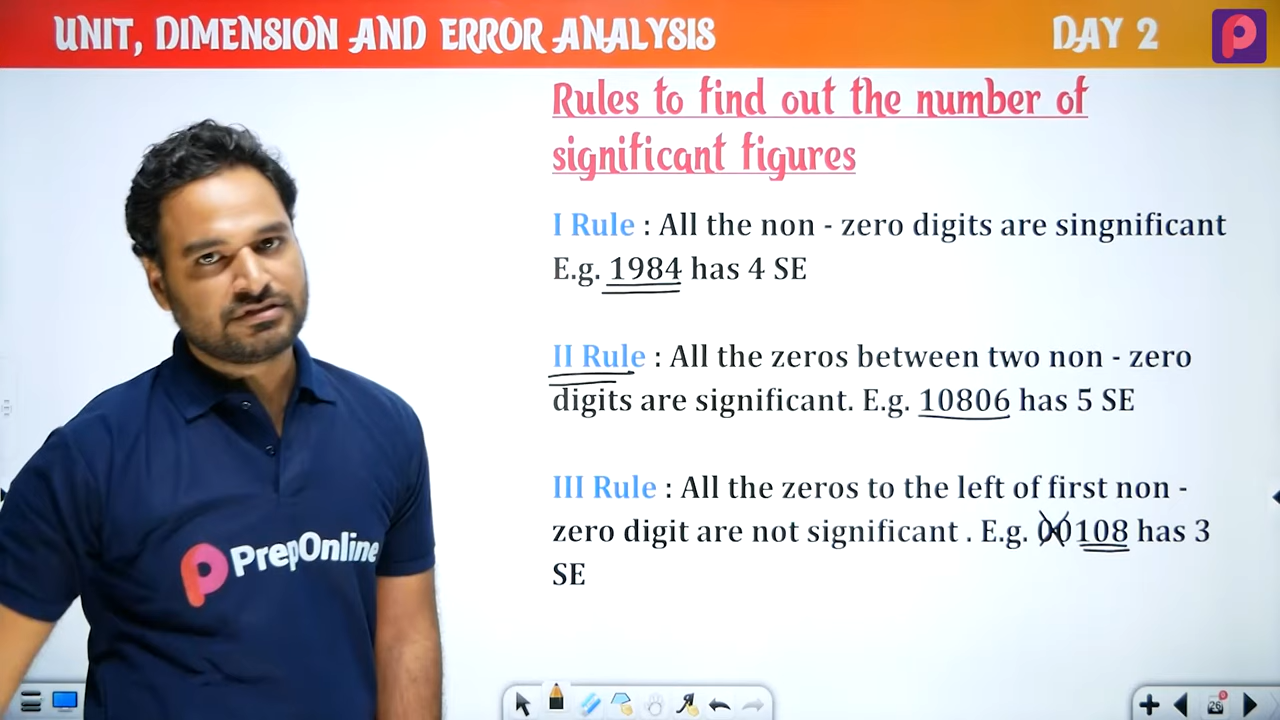 UNIT, DIMENSION AND ERROR ANALYSIS DAY 2
Rules to find out the number of
significant figures
I Rule : All the non - zero digits are singnificant
E.g. 1984 has 4 SE
II Rule : All the zeros between two non - zero
digits are significant. E.g. 10806 has 5 SE
III Rule : All the zeros to the left of first non -
zero digit are not significant . E.g. 00108 has 3
SE
PrepOnline
26